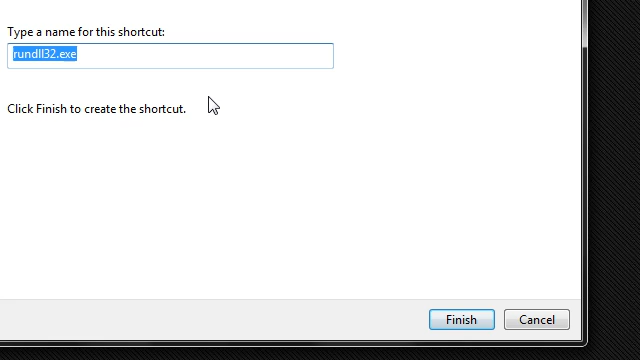 Type a name for this shortcut:
rundll32.exe
Click Finish to create the shortcut.
Finish
Cancel